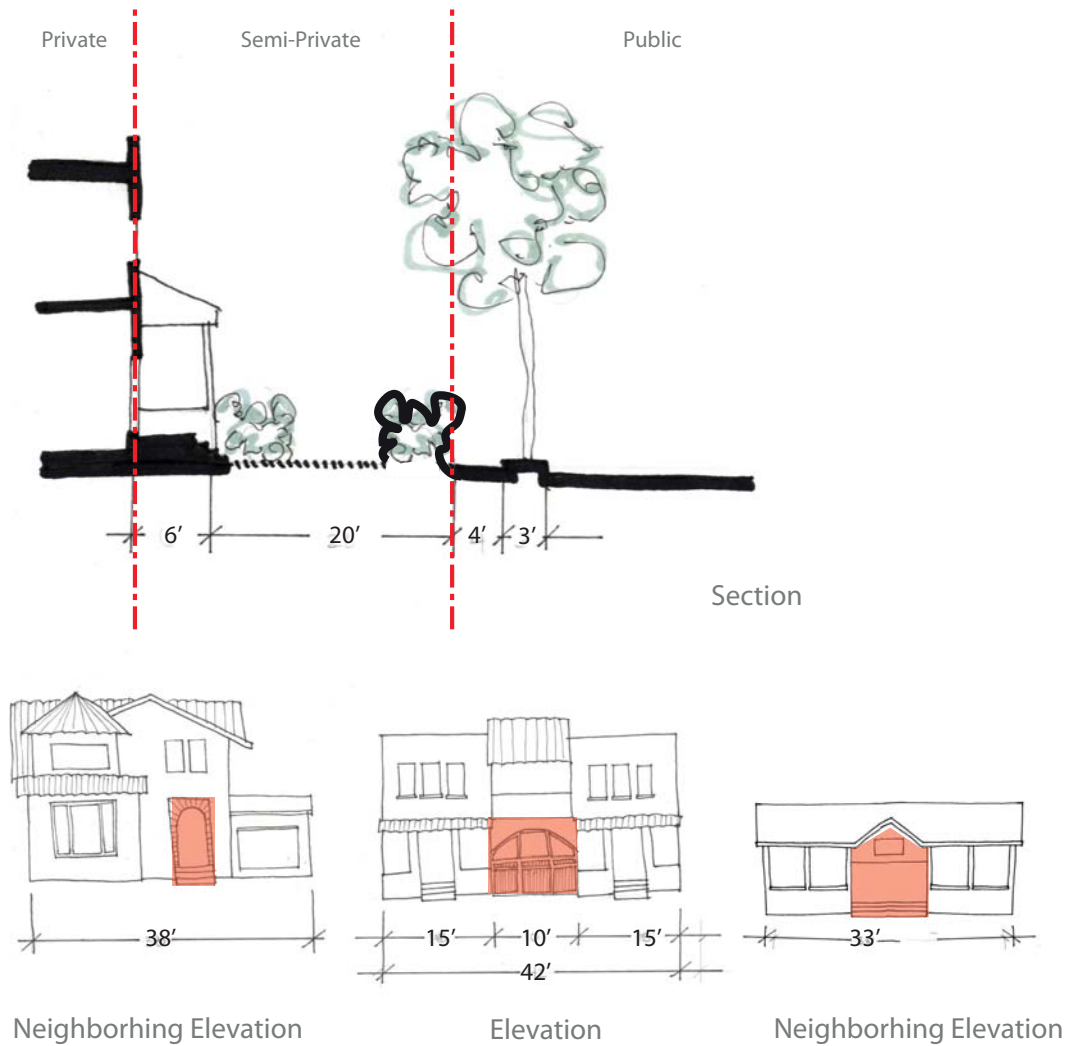 Private Semi-Private Public
6’ 20’ 4’ 3’
Section
38’ 15’ 10’ 15’ 33’
42’
Neighborhing Elevation Elevation Neighborhing Elevation